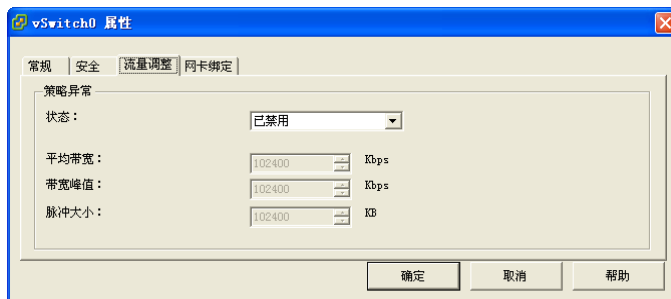 vSwitch0 属性
常规 安全 流量调整 网卡绑定
策略异常
状态： 已禁用
平均带宽： 102400 Kbps
带宽峰值： 102400 Kbps
脉冲大小： 102400 KB
确定 取消 帮助